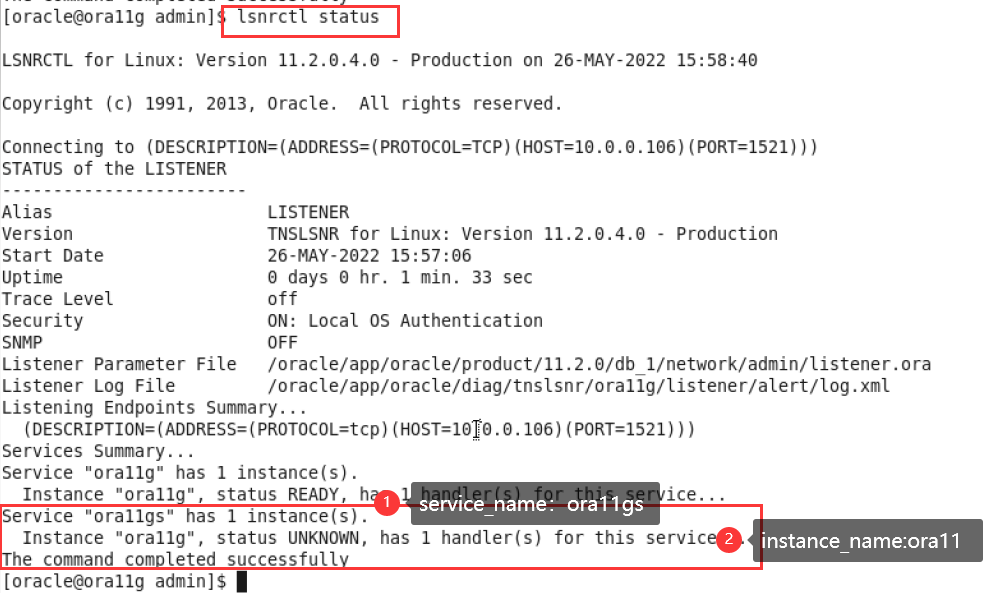 The command completed successfully
[oracle@ora11g admin]$ lsnrctl status
LSNRCTL for Linux: Version 11.2.0.4.0 - Production on 26-MAY-2022 15:58:40
Copyright (c) 1991, 2013, Oracle.  All rights reserved.
Connecting to (DESCRIPTION=(ADDRESS=(PROTOCOL=TCP)(HOST=10.0.0.106)(PORT=1521)))
STATUS of the LISTENER
------------------------
Alias                     LISTENER
Version                   TNSLSNR for Linux: Version 11.2.0.4.0 - Production
Start Date                26-MAY-2022 15:57:06
Uptime                    0 days 0 hr. 1 min. 33 sec
Trace Level               off
Security                  ON: Local OS Authentication
SNMP                      OFF
Listener Parameter File   /oracle/app/oracle/product/11.2.0/db_1/network/admin/listener.ora
Listener Log File         /oracle/app/oracle/diag/tnslsnr/ora11g/listener/alert/log.xml
Listening Endpoints Summary...
  (DESCRIPTION=(ADDRESS=(PROTOCOL=tcp)(HOST=10.0.0.106)(PORT=1521)))
Services Summary...
Service "ora11g" has 1 instance(s).
  Instance "ora11g", status READY, has 1 handler(s) for this service...
1 service_name: ora11gs
Service "ora11gs" has 1 instance(s).
  Instance "ora11g", status UNKNOWN, has 1 handler(s) for this service...
2 instance_name:ora11
The command completed successfully
[oracle@ora11g admin]$